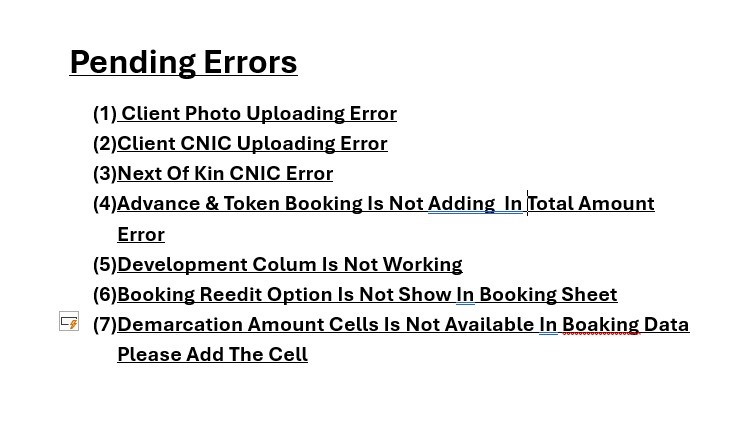 Pending Errors
(1) Client Photo Uploading Error
(2)Client CNIC Uploading Error
(3)Next Of Kin CNIC Error
(4)Advance & Token Booking Is Not Adding  In Total Amount
Error
(5)Development Colum Is Not Working
(6)Booking Reedit Option Is Not Show In Booking Sheet
(7)Demarcation Amount Cells Is Not Available In Boaking Data
Please Add The Cell